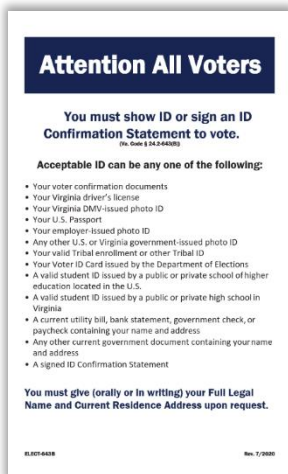 Attention All Voters
You must show ID or sign an ID
Confirmation Statement to vote.
(Va. Code § 24.2-643(B))
Acceptable ID can be any one of the following:
• Your voter confirmation documents
• Your Virginia driver's license
• Your Virginia DMV-issued photo ID
• Your U.S. Passport
• Your employer-issued photo ID
• Any other U.S. or Virginia government-issued photo ID
• Your valid Tribal enrollment or other Tribal ID
• Your Voter ID Card issued by the Department of Elections
• A valid student ID issued by a public or private school of higher
education located in the U.S.
• A valid student ID issued by a public or private high school in
Virginia
• A current utility bill, bank statement, government check, or
paycheck containing your name and address
• Any other current government document containing your name
and address
• A signed ID Confirmation Statement
You must give (orally or in writing) your Full Legal
Name and Current Residence Address upon request.
ELECT-643B Rev. 7/2020